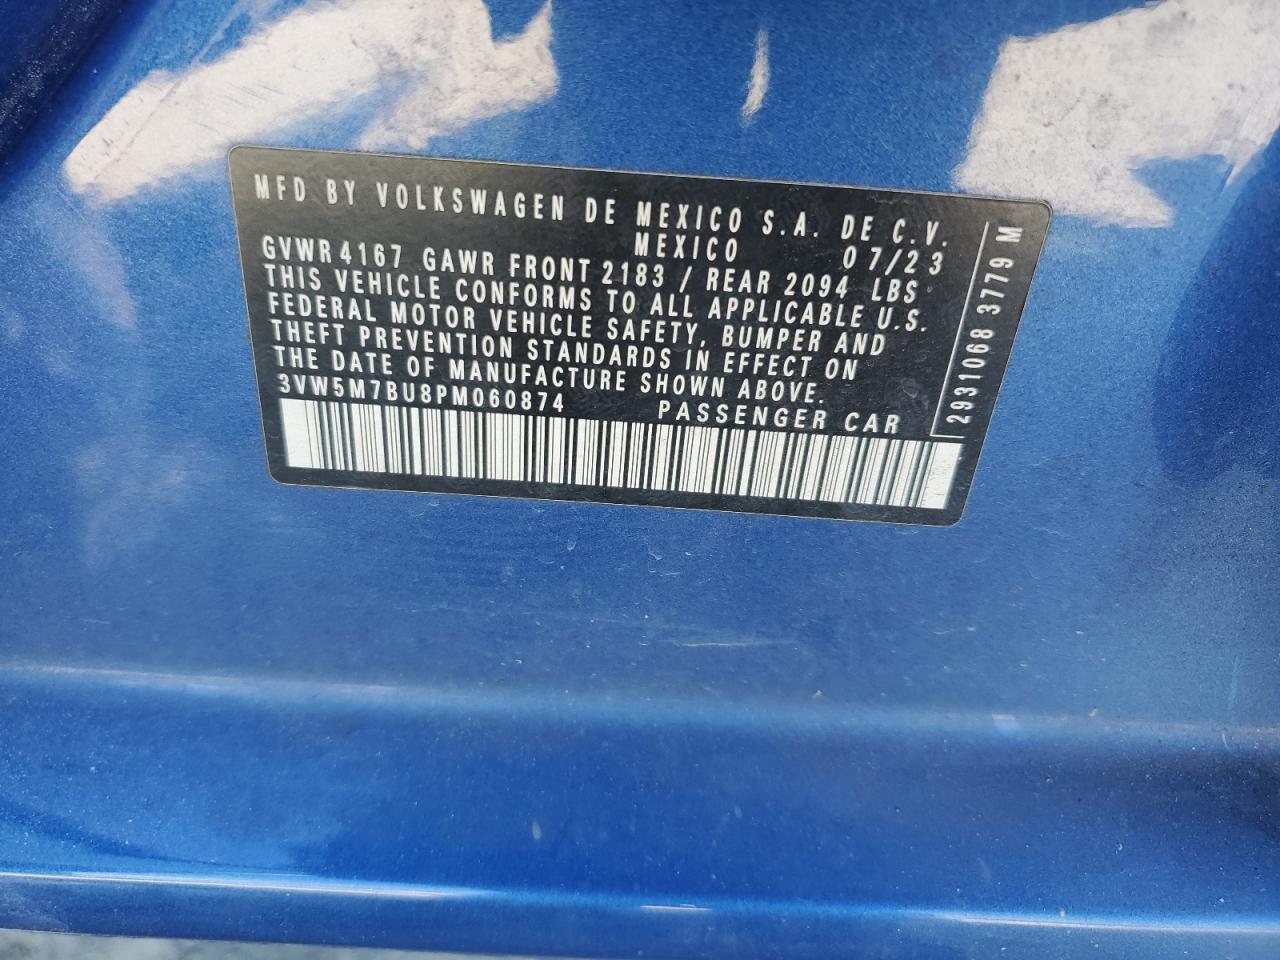 MFD BY VOLKSWAGEN DE MEXICO S.A. DE C.V.
MEXICO 07/23
GVWR 4167 GAWR FRONT 2183 / REAR 2094 LBS
THIS VEHICLE CONFORMS TO ALL APPLICABLE U.S.
FEDERAL MOTOR VEHICLE SAFETY, BUMPER AND
THEFT PREVENTION STANDARDS IN EFFECT ON
THE DATE OF MANUFACTURE SHOWN ABOVE.
3VW5M7BU8PM060874 PASSENGER CAR
2931068 3779 M